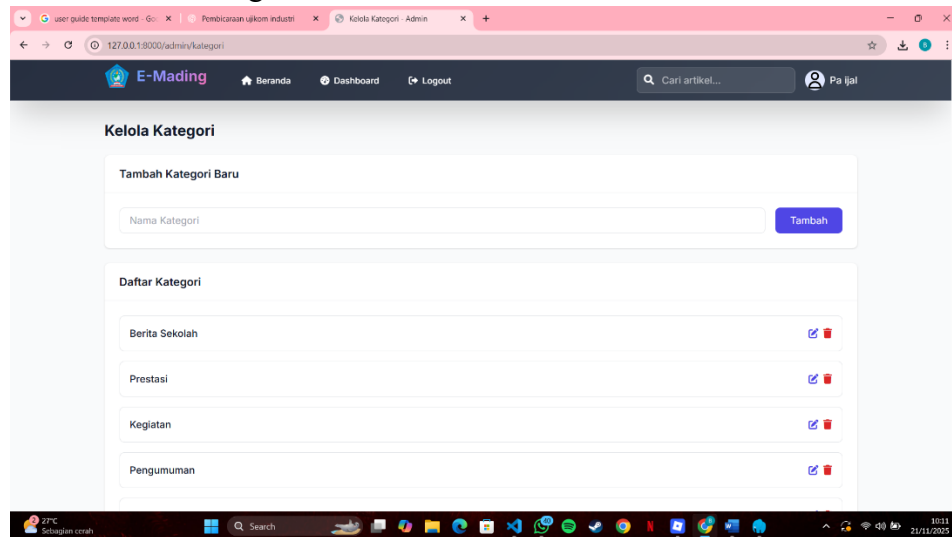 user guide template word - Go
Pembicaraan ujikom industri
Kelola Kategori - Admin
127.0.0.1:8000/admin/kategori
B
E-Mading
Beranda
Dashboard
Logout
Cari artikel...
Pa ijal
Kelola Kategori
Tambah Kategori Baru
Nama Kategori
Tambah
Daftar Kategori
Berita Sekolah
Prestasi
Kegiatan
Pengumuman
27°C
Sebagian cerah
Search
10:11
21/11/2025